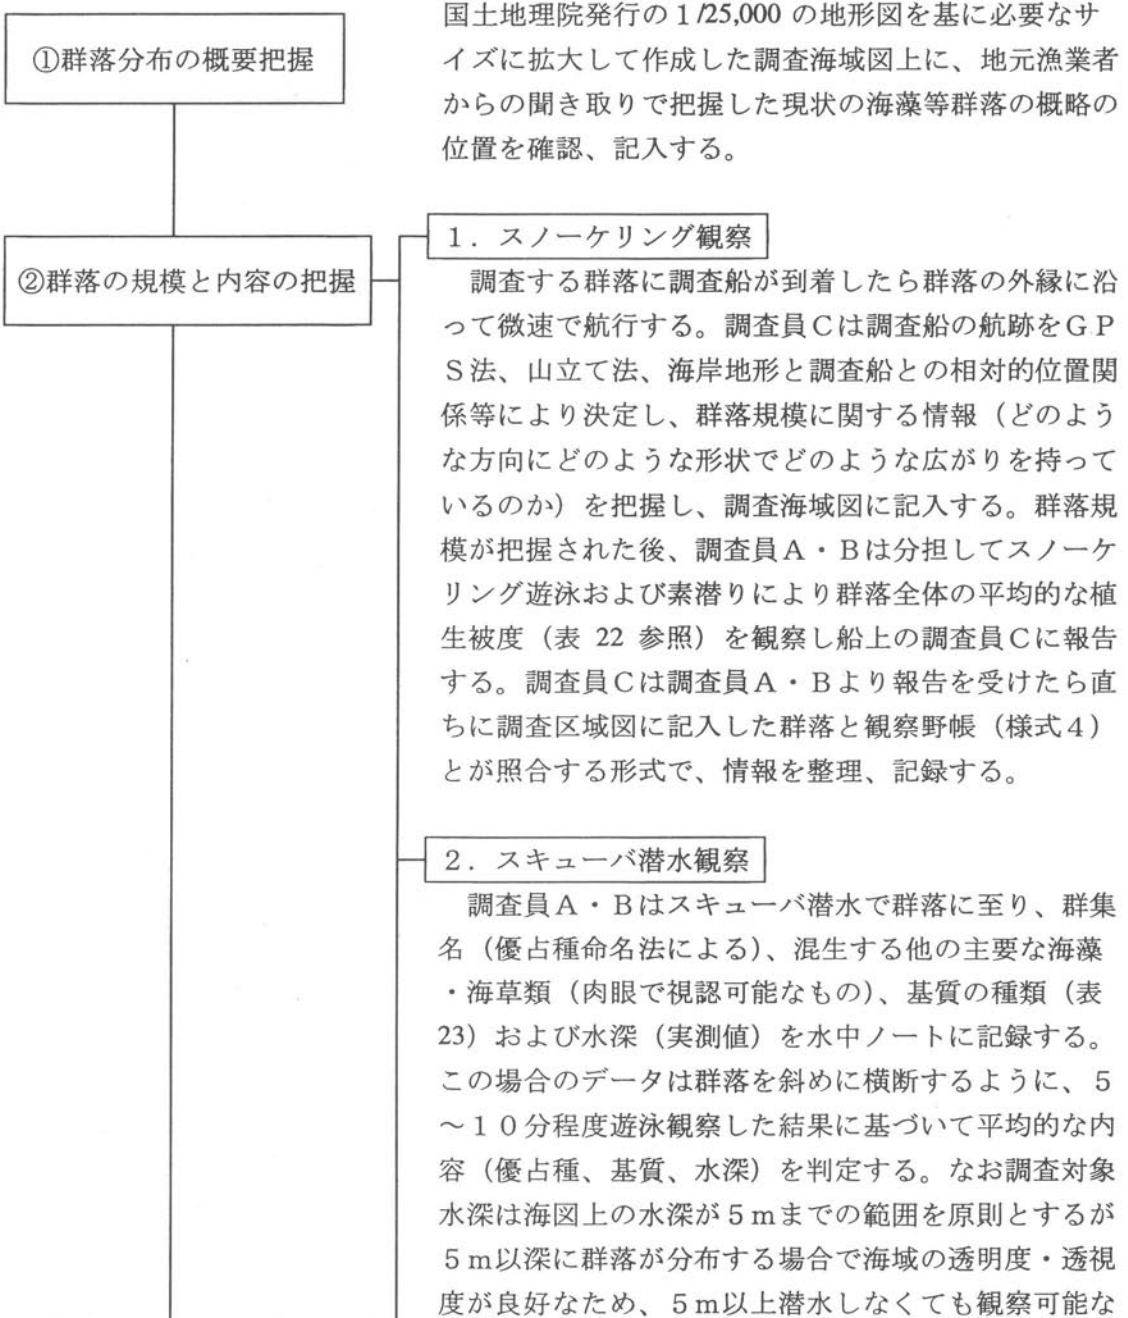 ①群落分布の概要把握
国土地理院発行の１/25,000 の地形図を基に必要なサ
イズに拡大して作成した調査海域図上に、地元漁業者
からの聞き取りで把握した現状の海藻等群落の概略の
位置を確認、記入する。
②群落の規模と内容の把握
１．スノーケリング観察
調査する群落に調査船が到着したら群落の外縁に沿
って微速で航行する。調査員Ｃは調査船の航跡をＧＰ
Ｓ法、山立て法、海岸地形と調査船との相対的位置関
係等により決定し、群落規模に関する情報（どのよう
な方向にどのような形状でどのような広がりを持って
いるのか）を把握し、調査海域図に記入する。群落規
模が把握された後、調査員Ａ・Ｂは分担してスノーケ
リング遊泳および素潜りにより群落全体の平均的な植
生被度（表 22 参照）を観察し船上の調査員Ｃに報告
する。調査員Ｃは調査員Ａ・Ｂより報告を受けたら直
ちに調査区域図に記入した群落と観察野帳（様式４）
とが照合する形式で、情報を整理、記録する。
２．スキューバ潜水観察
調査員Ａ・Ｂはスキューバ潜水で群落に至り、群集
名（優占種命名法による）、混生する他の主要な海藻
・海草類（肉眼で視認可能なもの）、基質の種類（表
23）および水深（実測値）を水中ノートに記録する。
この場合のデータは群落を斜めに横断するように、５
～１０分程度遊泳観察した結果に基づいて平均的な内
容（優占種、基質、水深）を判定する。なお調査対象
水深は海図上の水深が５ｍまでの範囲を原則とするが
５ｍ以深に群落が分布する場合で海域の透明度・透視
度が良好なため、５ｍ以上潜水しなくても観察可能な